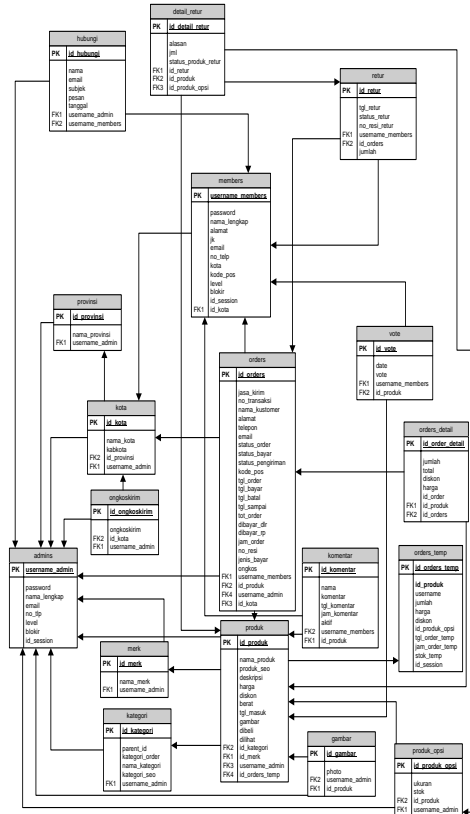 detail_retur
PK id_detail_retur
alasan
jml
status_produk_retur
FK1 id_retur
FK2 id_produk
FK3 id_produk_opsi
hubungi
PK id_hubungi
nama
email
subjek
pesan
tanggal
FK1 username_admin
FK2 username_members
retur
PK id_retur
tgl_retur
status_retur
no_resi_retur
FK1 username_members
FK2 id_orders
jumlah
members
PK username_members
password
nama_lengkap
alamat
jk
email
no_telp
kota
kode_pos
level
blokir
id_session
FK1 id_kota
provinsi
PK id_provinsi
nama_provinsi
FK1 username_admin
vote
PK id_vote
date
vote
FK1 username_members
FK2 id_produk
orders
PK id_orders
jasa_kirim
no_transaksi
nama_kustomer
alamat
telepon
email
status_order
status_bayar
status_pengiriman
kode_pos
tgl_order
tgl_bayar
tgl_batal
tgl_sampai
tot_order
dibayar_dlr
dibayar_rp
jam_order
no_resi
jenis_bayar
ongkos
FK1 username_members
FK2 id_produk
FK4 username_admin
FK3 id_kota
kota
PK id_kota
nama_kota
kabkota
FK2 id_provinsi
FK1 username_admin
orders_detail
PK id_order_detail
jumlah
total
diskon
harga
id_order
FK1 id_produk
FK2 id_orders
ongkoskirim
PK id_ongkoskirim
ongkoskirim
FK2 id_kota
FK1 username_admin
admins
PK username_admin
password
nama_lengkap
email
no_tlp
level
blokir
id_session
komentar
PK id_komentar
nama
komentar
tgl_komentar
jam_komentar
aktif
FK2 username_members
FK1 id_produk
orders_temp
PK id_orders_temp
id_produk
username
jumlah
harga
diskon
id_produk_opsi
tgl_order_temp
jam_order_temp
stok_temp
id_session
produk
PK id_produk
nama_produk
produk_seo
deskripsi
harga
diskon
berat
tgl_masuk
gambar
dibeli
dilihat
FK2 id_kategori
FK1 id_merk
FK3 username_admin
FK4 id_orders_temp
merk
PK id_merk
nama_merk
FK1 username_admin
kategori
PK id_kategori
parent_id
kategori_order
nama_kategori
kategori_seo
FK1 username_admin
gambar
PK id_gambar
photo
FK2 username_admin
FK1 id_produk
produk_opsi
PK id_produk_opsi
ukuran
stok
FK2 id_produk
FK1 username_admin